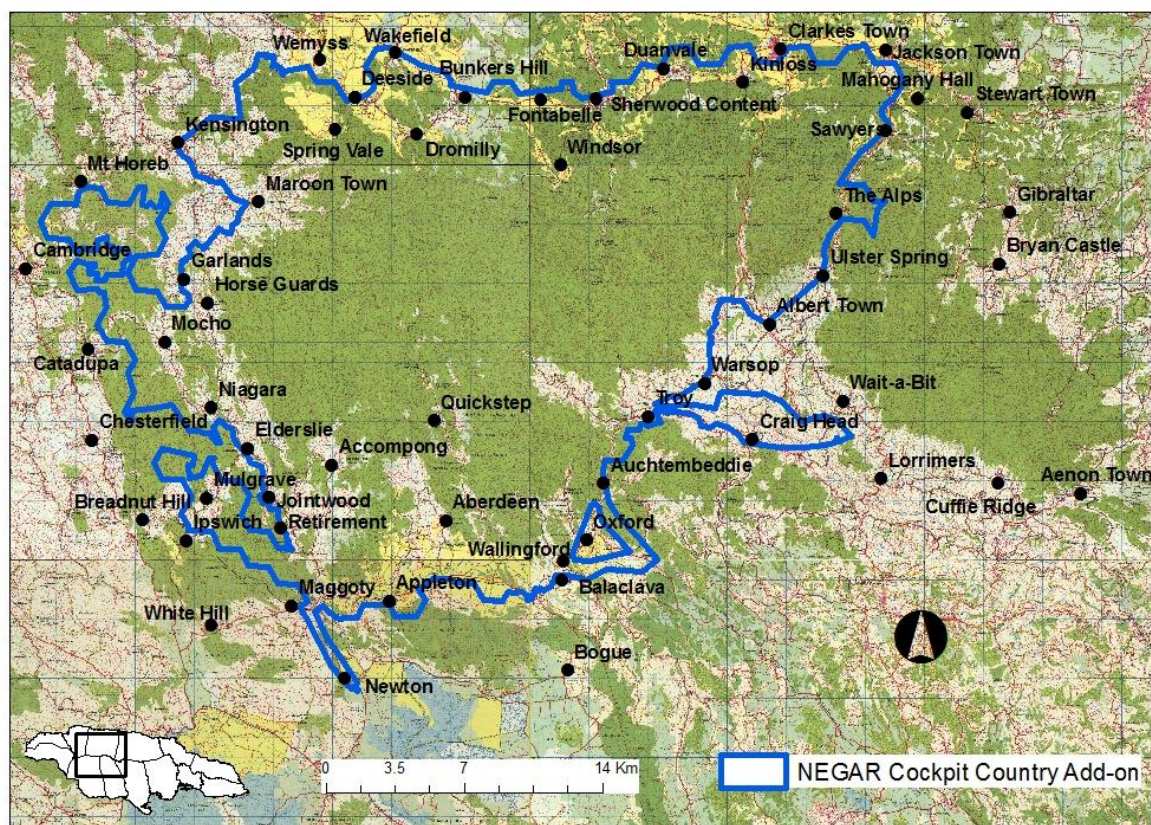 Clarkes Town
Wakefield
Wemyss
Duanvale
Jackson Town
Deeside
Bunkers Hill
Kinloss
Mahogany Hall
Fontabelle
Sherwood Content
Stewart Town
Kensington
Sawyers
Spring Vale
Dromilly
Windsor
Mt Horeb
Maroon Town
The Alps
Gibraltar
Cambridge
Bryan Castle
Garlands
Ulster Spring
Horse Guards
Albert Town
Mocho
Catadupa
Warsop
Wait-a-Bit
Niagara
Quickstep
Troy
Chesterfield
Craig Head
Elderslie
Accompong
Auchtembeddie
Lorrimers
Mulgrave
Aenon Town
Breadnut Hill
Jointwood
Cuffie Ridge
Aberdeen
Ipswich
Retirement
Oxford
Wallingford
Maggoty
Appleton
Balaclava
White Hill
Bogue
Newton
0 3.5 7 14 Km
NEGAR Cockpit Country Add-on